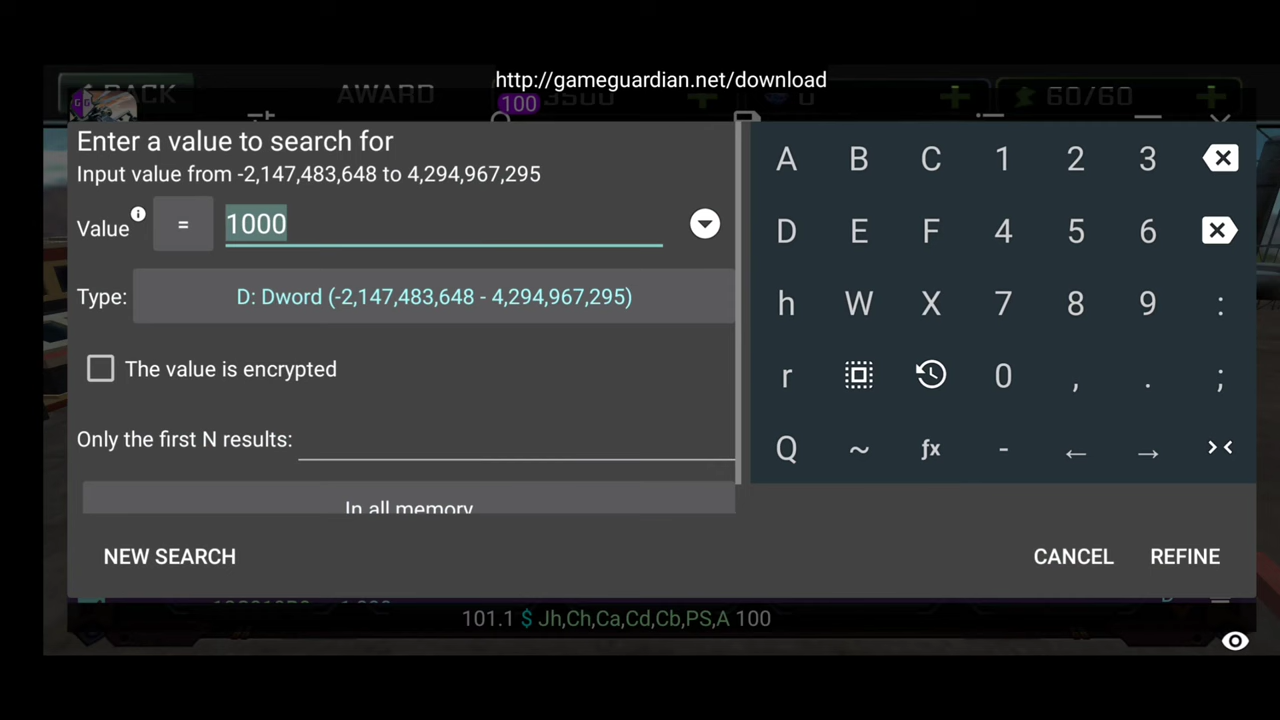 http://gameguardian.net/download
BACK AWARD 100 3500 0 60/60
Enter a value to search for
Input value from -2,147,483,648 to 4,294,967,295
Value i = 1000
Type: D: Dword (-2,147,483,648 - 4,294,967,295)
The value is encrypted
Only the first N results:
In all memory
NEW SEARCH CANCEL REFINE
A B C 1 2 3
D E F 4 5 6
h W X 7 8 9 :
r 0 , . ;
Q ~ ƒx - ← → ><
101.1 $ Jh,Ch,Ca,Cd,Cb,PS,A 100